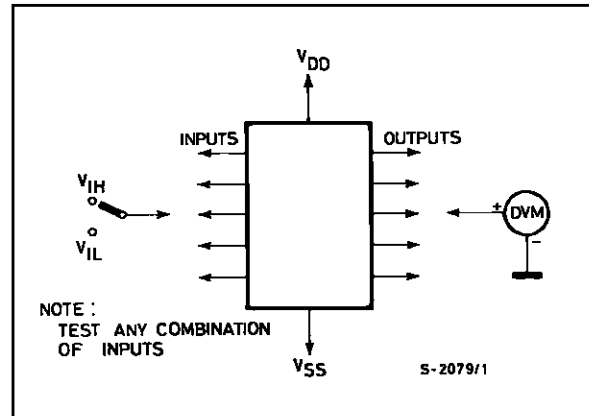 VDD
INPUTS
OUTPUTS
VIH
VIL
+
DVM
-
NOTE :
TEST ANY COMBINATION
OF INPUTS
VSS
S-2079/1